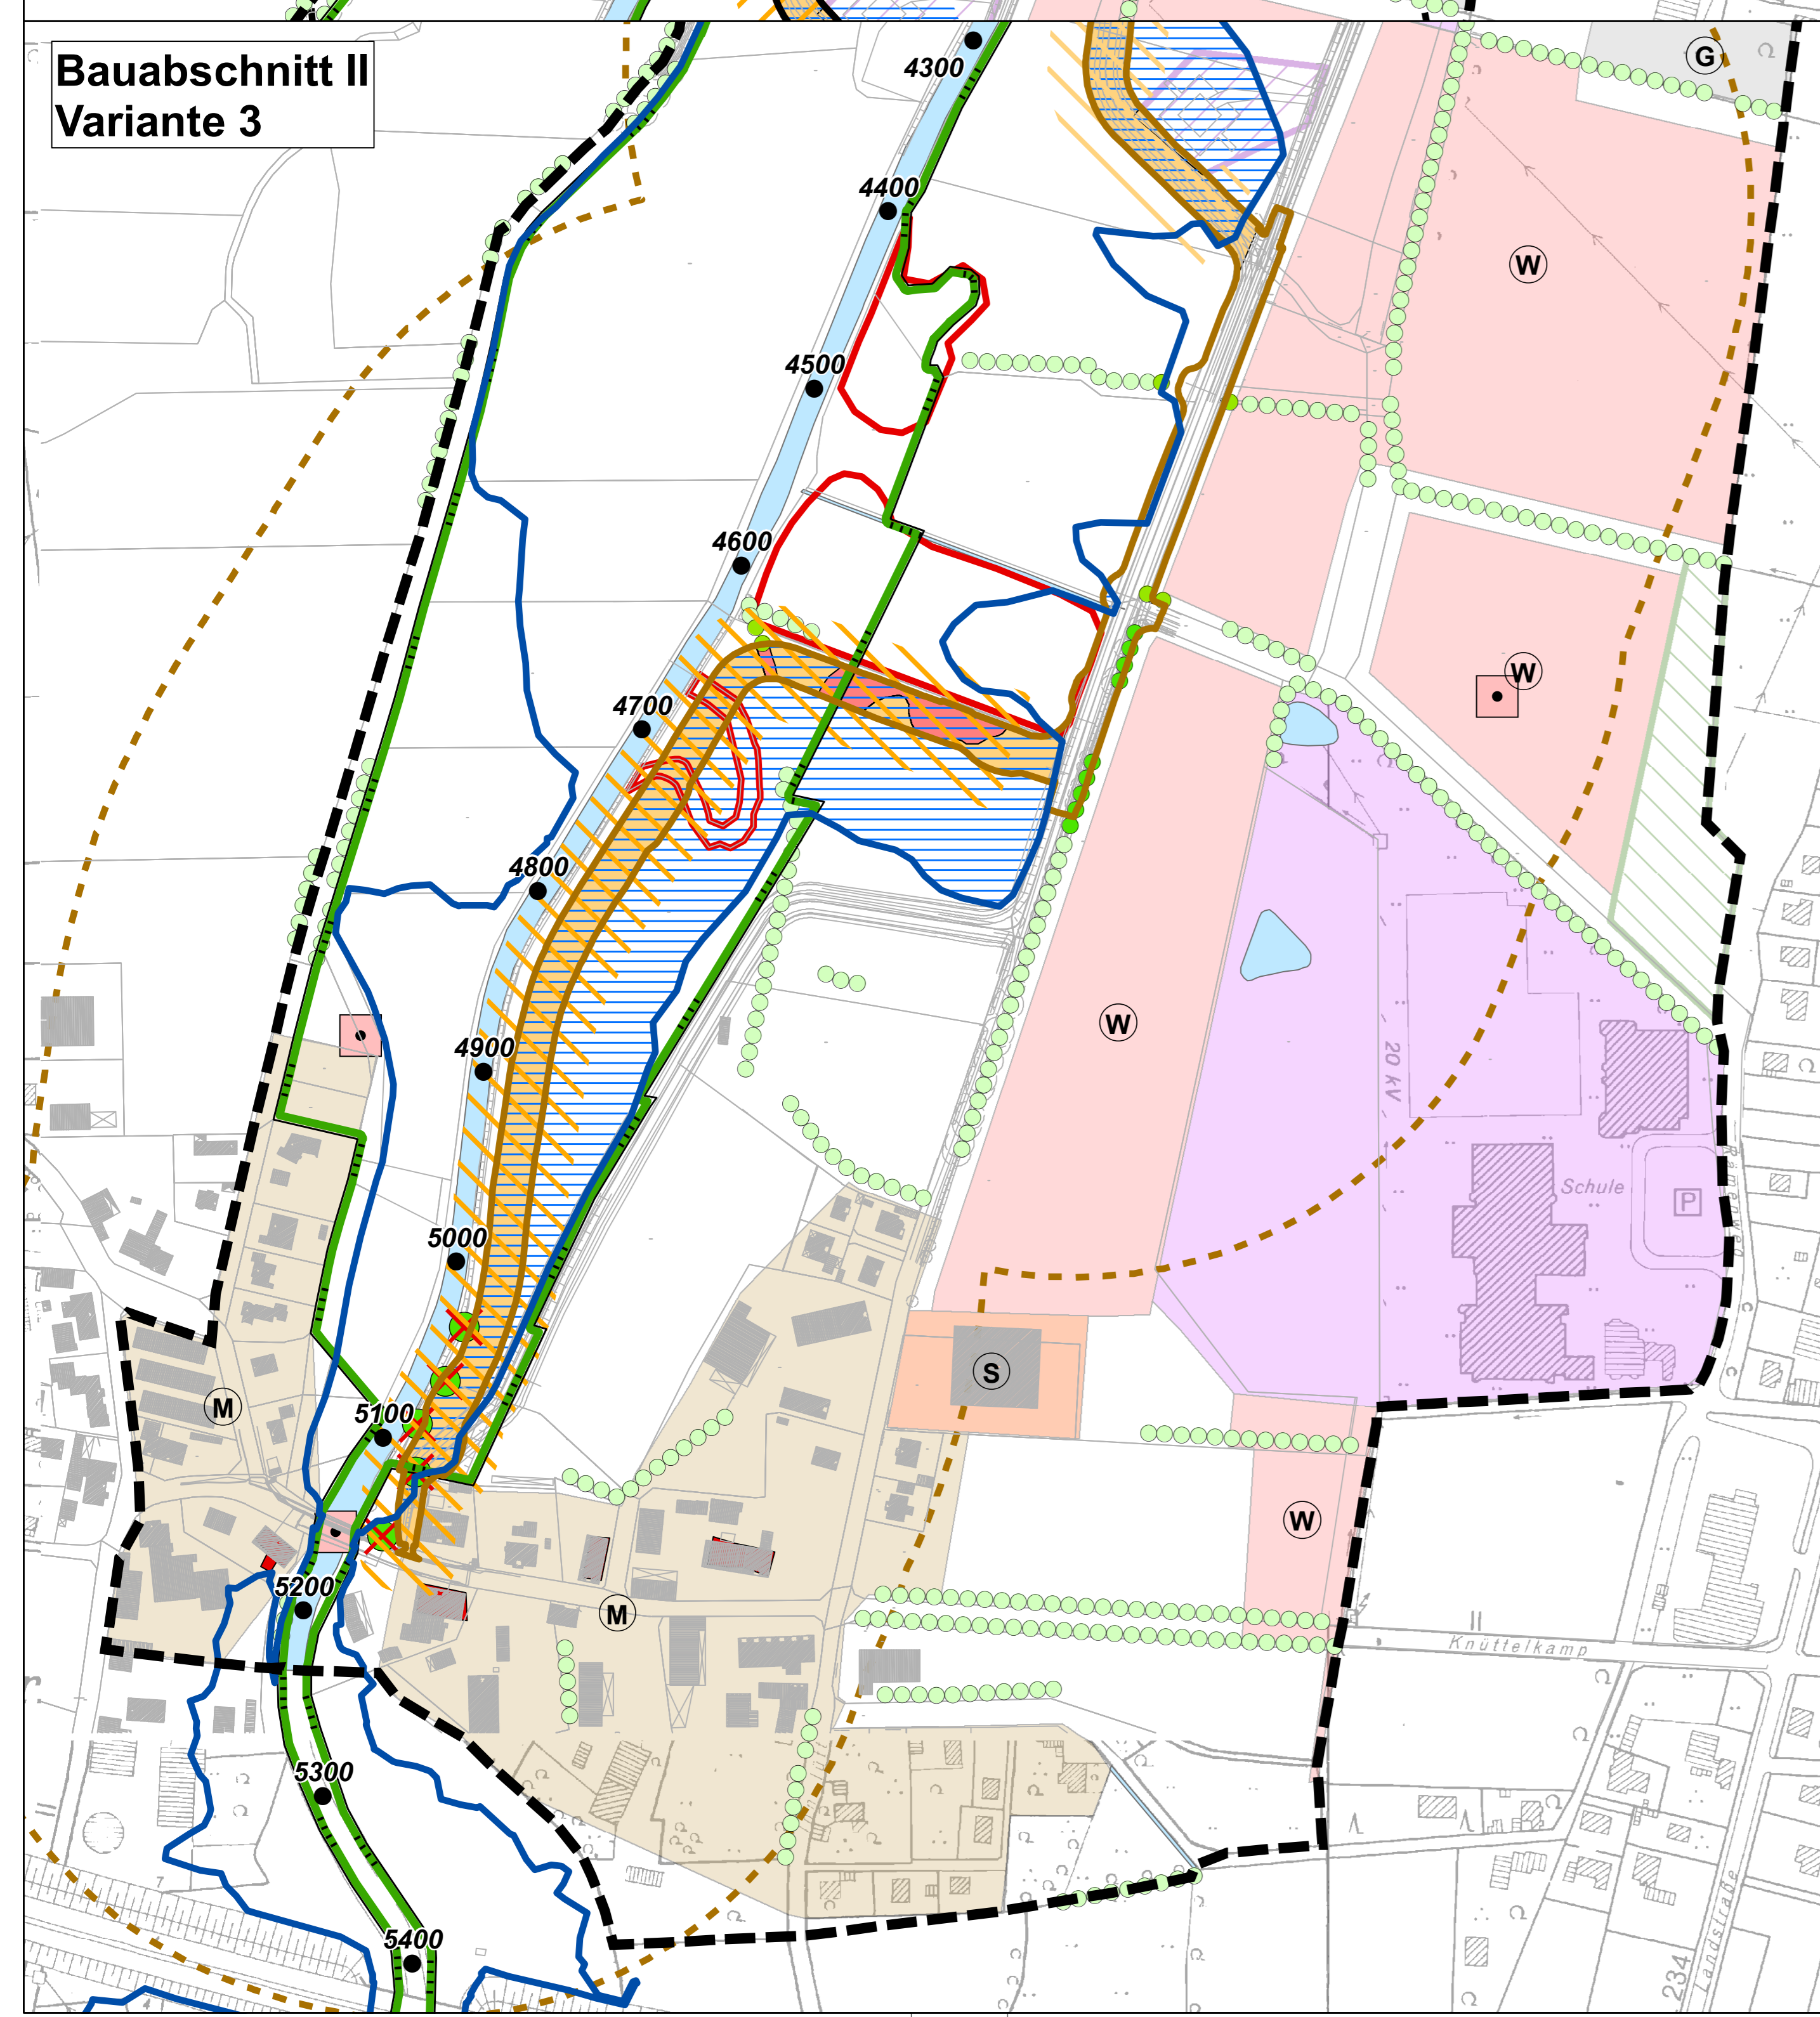 Bauabschnitt II
Variante 3
4300
G
4400
W
4500
4600
W
4700
4800
W
4900
20 kV
Schule
P
5000
S
5100
M
W
5200
M
Knüttelkamp
5300
5400
234
Landstraße